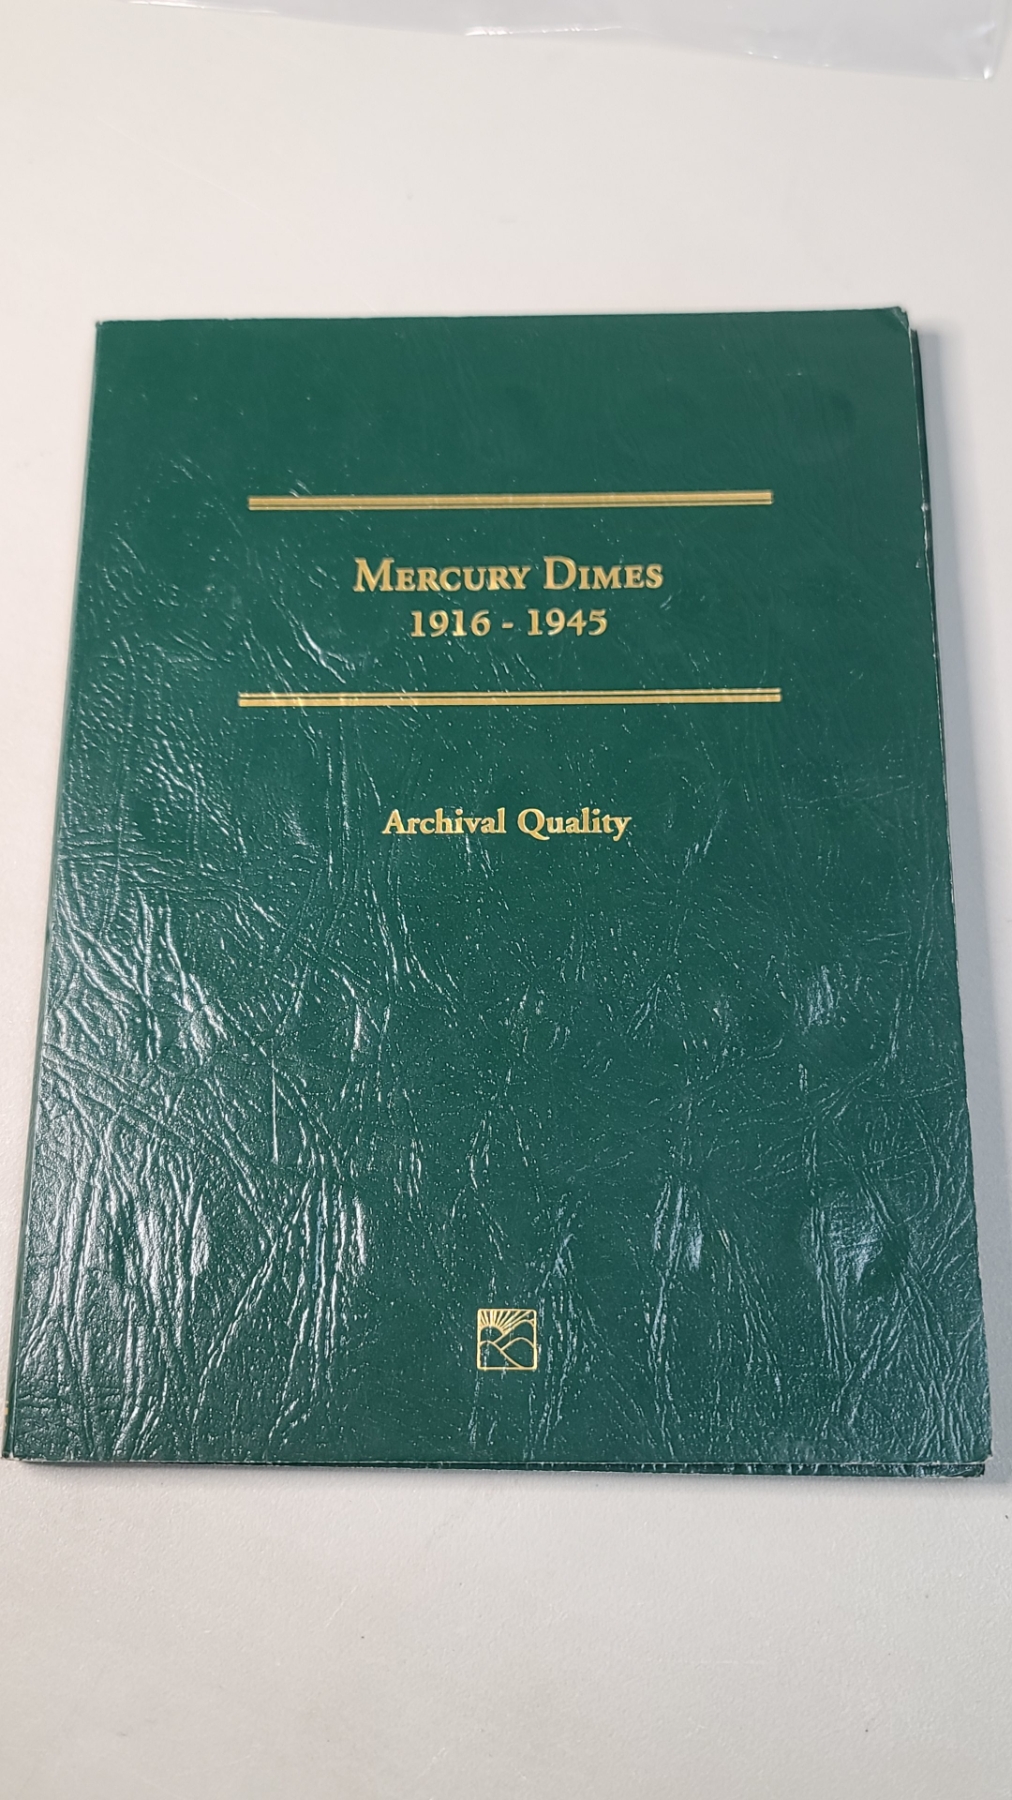 Mercury Dimes
1916 - 1945
Archival Quality